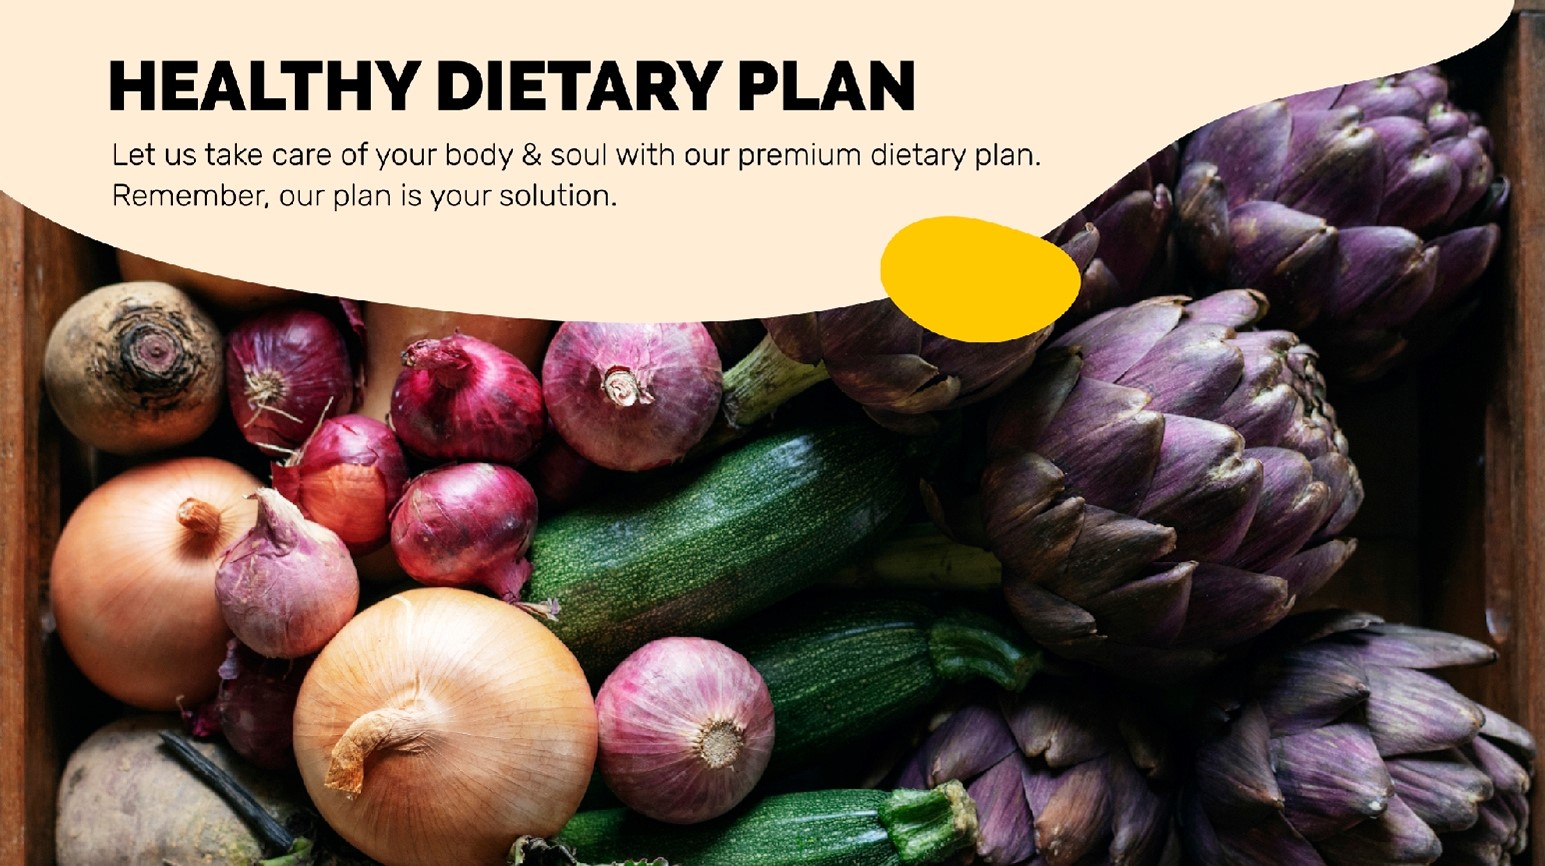 HEALTHY DIETARY PLAN
Let us take care of your body & soul with our premium dietary plan.
Remember, our plan is your solution.